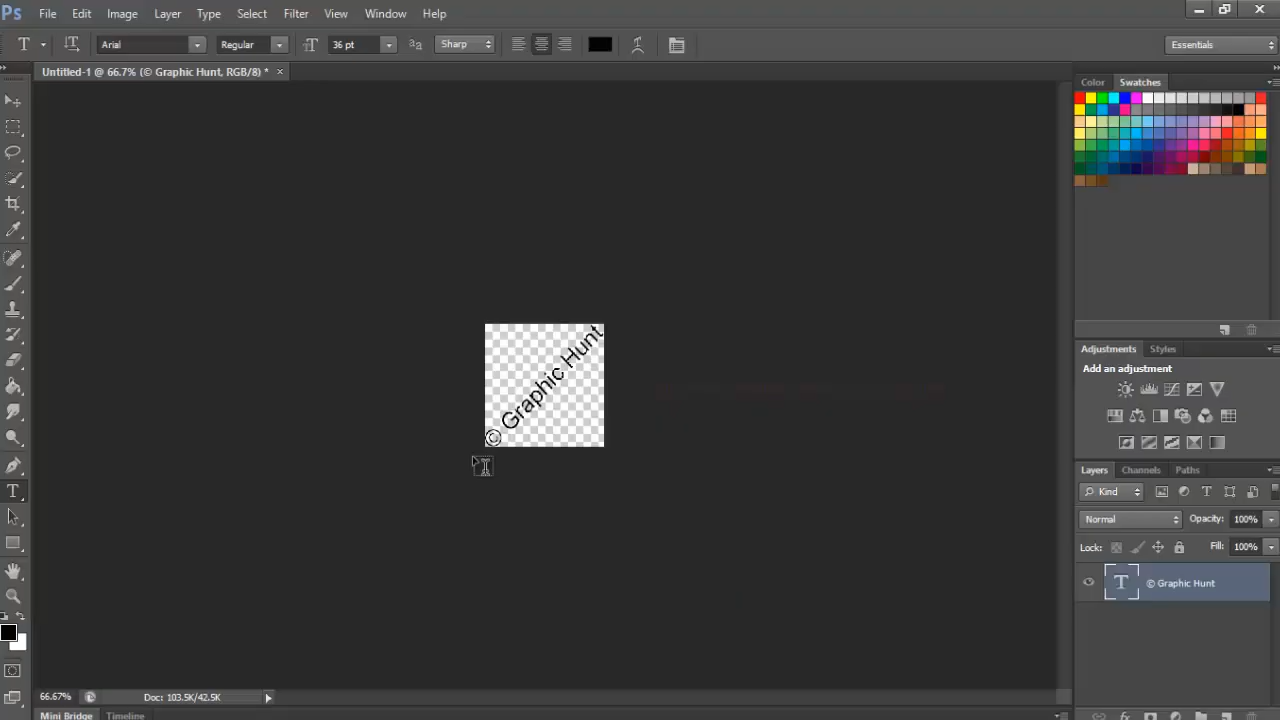 Ps File Edit Image Layer Type Select Filter View Window Help
T Arial Regular 36 pt Sharp Essentials
Untitled-1 @ 66.7% (© Graphic Hunt, RGB/8) * ×
Color Swatches
© Graphic Hunt
Adjustments Styles
Add an adjustment
Layers Channels Paths
Kind
Normal Opacity: 100%
Lock: Fill: 100%
T © Graphic Hunt
66.67% Doc: 103.5K/42.5K
Mini Bridge Timeline